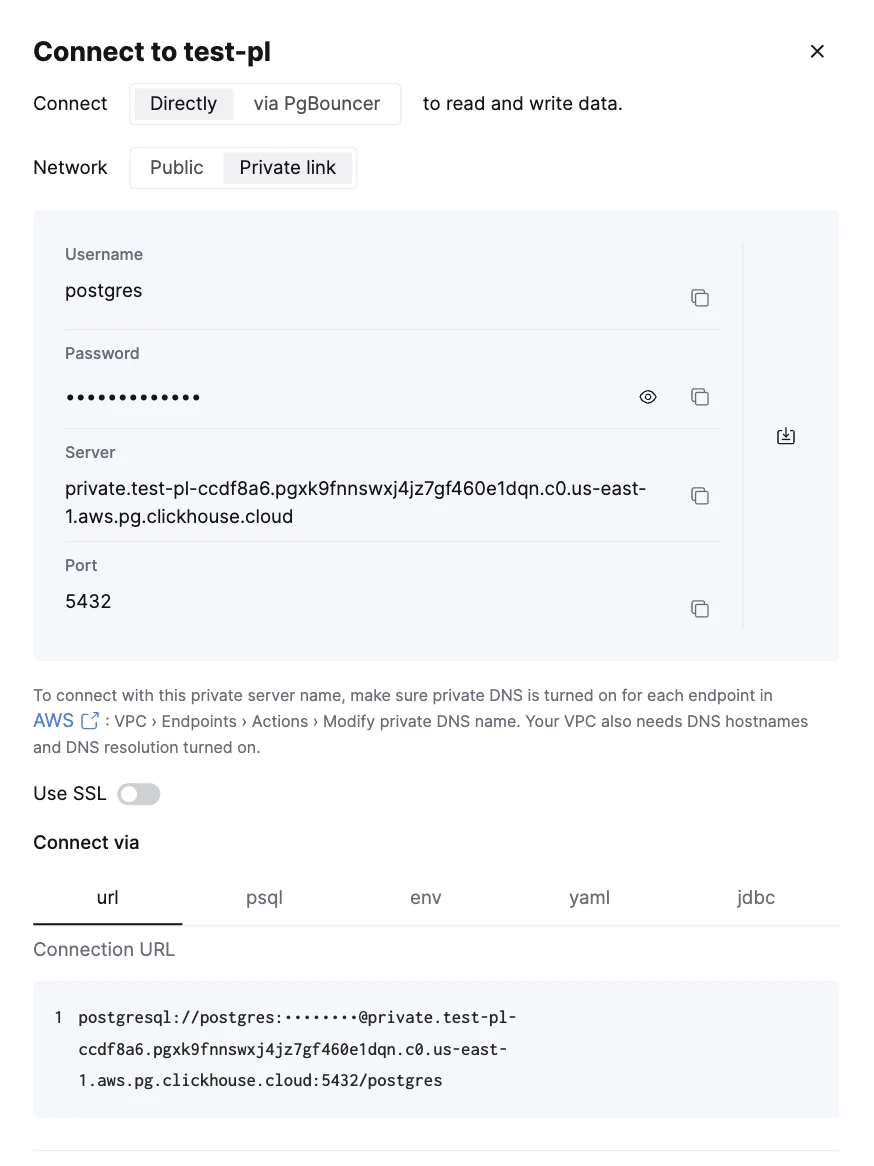 Connect to test-pl
Connect Directly via PgBouncer to read and write data.
Network Public Private link
Username
postgres
Password
•••••••••••••
Server
private.test-pl-ccdf8a6.pgxk9fnnswxj4jz7gf460e1dqn.c0.us-east-
1.aws.pg.clickhouse.cloud
Port
5432
To connect with this private server name, make sure private DNS is turned on for each endpoint in
AWS : VPC › Endpoints › Actions › Modify private DNS name. Your VPC also needs DNS hostnames
and DNS resolution turned on.
Use SSL
Connect via
url psql env yaml jdbc
Connection URL
1 postgresql://postgres:••••••••@private.test-pl-
ccdf8a6.pgxk9fnnswxj4jz7gf460e1dqn.c0.us-east-
1.aws.pg.clickhouse.cloud:5432/postgres